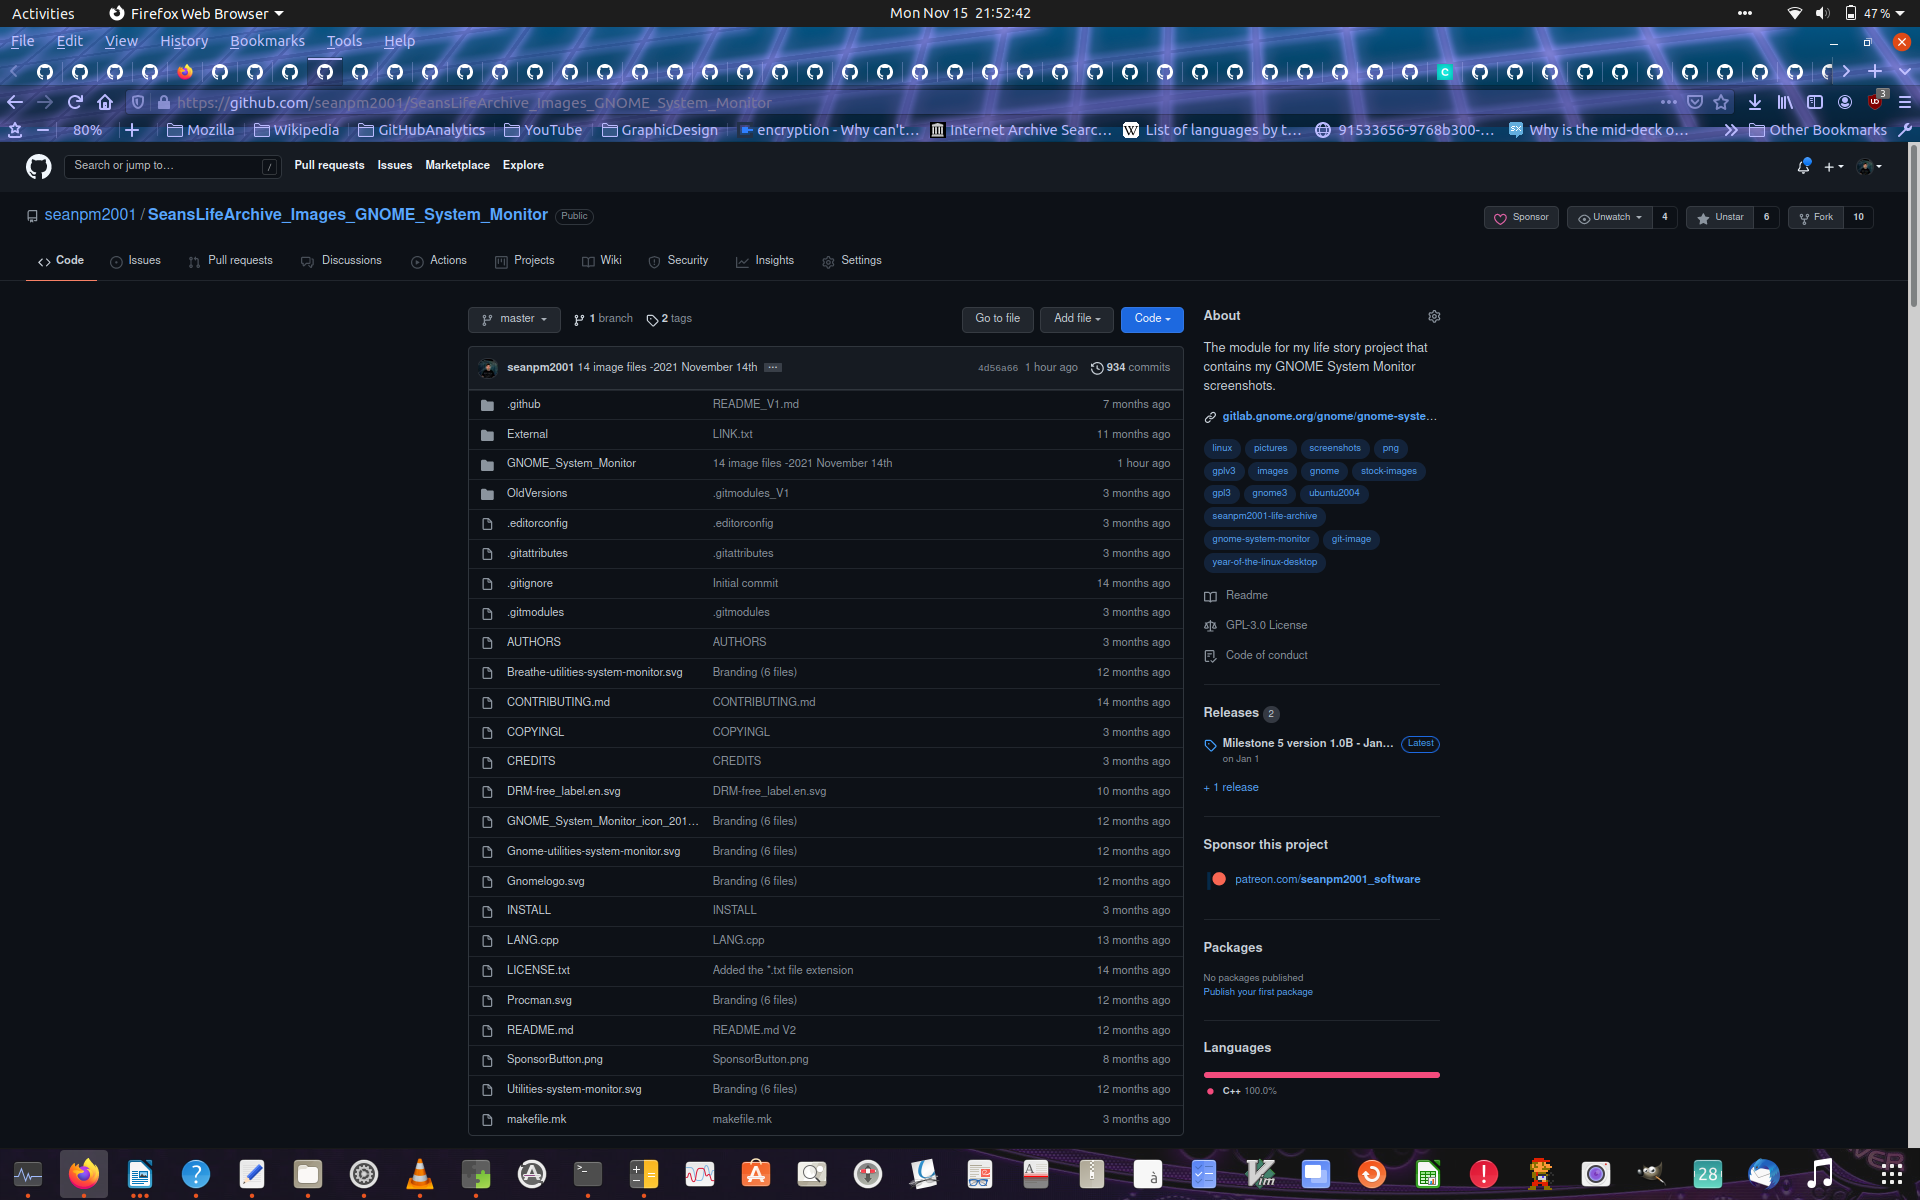 Activities Firefox Web Browser Mon Nov 15 21:52:42 47 %
File Edit View History Bookmarks Tools Help
https://github.com/seanpm2001/SeansLifeArchive_Images_GNOME_System_Monitor 3
80% Mozilla Wikipedia GitHubAnalytics YouTube GraphicDesign encryption - Why can't… Internet Archive Searc… List of languages by t… 91533656-9768b300-… Why is the mid-deck o… Other Bookmarks
Search or jump to… / Pull requests Issues Marketplace Explore
seanpm2001 / SeansLifeArchive_Images_GNOME_System_Monitor Public
Sponsor Unwatch 4 Unstar 6 Fork 10
Code Issues Pull requests Discussions Actions Projects Wiki Security Insights Settings
master 1 branch 2 tags Go to file Add file Code
seanpm2001 14 image files -2021 November 14th 4d56a66 1 hour ago 934 commits
.github README_V1.md 7 months ago
External LINK.txt 11 months ago
GNOME_System_Monitor 14 image files -2021 November 14th 1 hour ago
OldVersions .gitmodules_V1 3 months ago
.editorconfig .editorconfig 3 months ago
.gitattributes .gitattributes 3 months ago
.gitignore Initial commit 14 months ago
.gitmodules .gitmodules 3 months ago
AUTHORS AUTHORS 3 months ago
Breathe-utilities-system-monitor.svg Branding (6 files) 12 months ago
CONTRIBUTING.md CONTRIBUTING.md 14 months ago
COPYINGL COPYINGL 3 months ago
CREDITS CREDITS 3 months ago
DRM-free_label.en.svg DRM-free_label.en.svg 10 months ago
GNOME_System_Monitor_icon_201… Branding (6 files) 12 months ago
Gnome-utilities-system-monitor.svg Branding (6 files) 12 months ago
Gnomelogo.svg Branding (6 files) 12 months ago
INSTALL INSTALL 3 months ago
LANG.cpp LANG.cpp 13 months ago
LICENSE.txt Added the *.txt file extension 14 months ago
Procman.svg Branding (6 files) 12 months ago
README.md README.md V2 12 months ago
SponsorButton.png SponsorButton.png 8 months ago
Utilities-system-monitor.svg Branding (6 files) 12 months ago
makefile.mk makefile.mk 3 months ago
About
The module for my life story project that
contains my GNOME System Monitor
screenshots.
gitlab.gnome.org/gnome/gnome-syste…
linux pictures screenshots png
gplv3 images gnome stock-images
gpl3 gnome3 ubuntu2004
seanpm2001-life-archive
gnome-system-monitor git-image
year-of-the-linux-desktop
Readme
GPL-3.0 License
Code of conduct
Releases 2
Milestone 5 version 1.0B - Jan… Latest
on Jan 1
+ 1 release
Sponsor this project
patreon.com/seanpm2001_software
Packages
No packages published
Publish your first package
Languages
C++ 100.0%
28